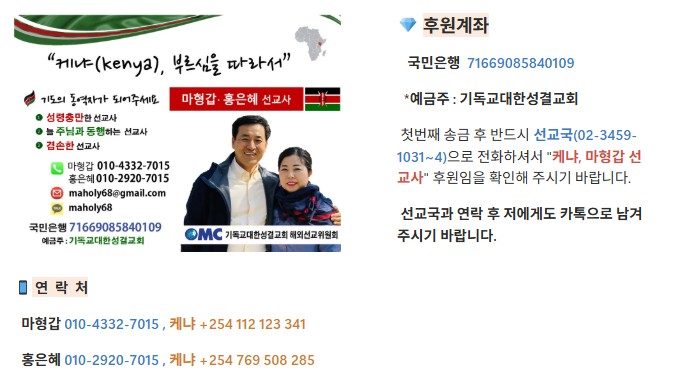 "케냐(kenya), 부르심을 따라서"
기도의 동역자가 되어주세요
마형갑 · 홍은혜 선교사
❶ 성령충만한 선교사
❷ 늘 주님과 동행하는 선교사
❸ 겸손한 선교사
마형갑 010-4332-7015
홍은혜 010-2920-7015
maholy68@gmail.com
maholy68
국민은행 71669085840109
예금주 : 기독교대한성결교회
OMC 기독교대한성결교회 해외선교위원회
연 락 처
마형갑 010-4332-7015 , 케냐 +254 112 123 341
홍은혜 010-2920-7015 , 케냐 +254 769 508 285
후원계좌
국민은행 71669085840109
*예금주 : 기독교대한성결교회
첫번째 송금 후 반드시 선교국(02-3459-
1031~4)으로 전화하셔서 "케냐, 마형갑 선
교사" 후원임을 확인해 주시기 바랍니다.
선교국과 연락 후 저에게도 카톡으로 남겨
주시기 바랍니다.